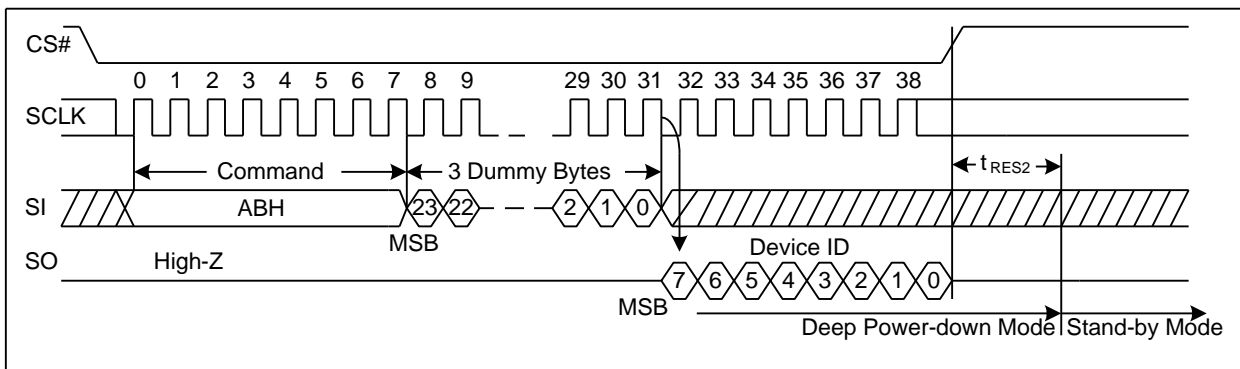 CS#
0 1 2 3 4 5 6 7 8 9 29 30 31 32 33 34 35 36 37 38
SCLK
Command 3 Dummy Bytes tRES2
SI ABH 23 22 2 1 0
MSB
SO High-Z Device ID
7 6 5 4 3 2 1 0
MSB
Deep Power-down Mode Stand-by Mode